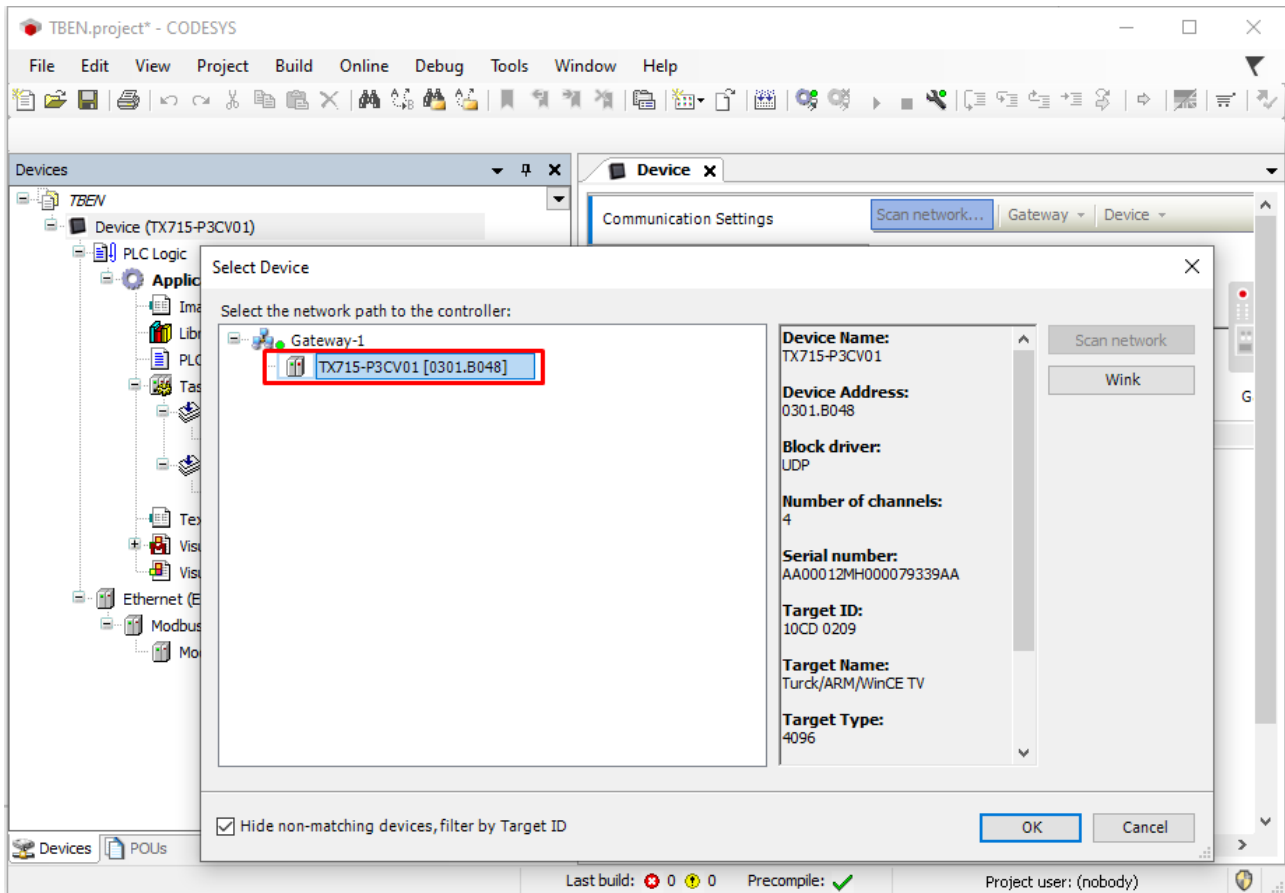 TBEN.project* - CODESYS
File Edit View Project Build Online Debug Tools Window Help
Devices
Device
TBEN
Device (TX715-P3CV01)
PLC Logic
Communication Settings
Scan network...
Gateway
Device
Select Device
Select the network path to the controller:
Gateway-1
TX715-P3CV01 [0301.B048]
Device Name:
TX715-P3CV01
Device Address:
0301.B048
Block driver:
UDP
Number of channels:
4
Serial number:
AA00012MH000079339AA
Target ID:
10CD 0209
Target Name:
Turck/ARM/WinCE TV
Target Type:
4096
Scan network
Wink
Hide non-matching devices, filter by Target ID
OK Cancel
Applic
Ima
Libr
PLC
Tas
Tex
Visu
Visu
Ethernet (E
Modbus
Mo
G
Devices POUs
Last build: 0 0 Precompile: Project user: (nobody)